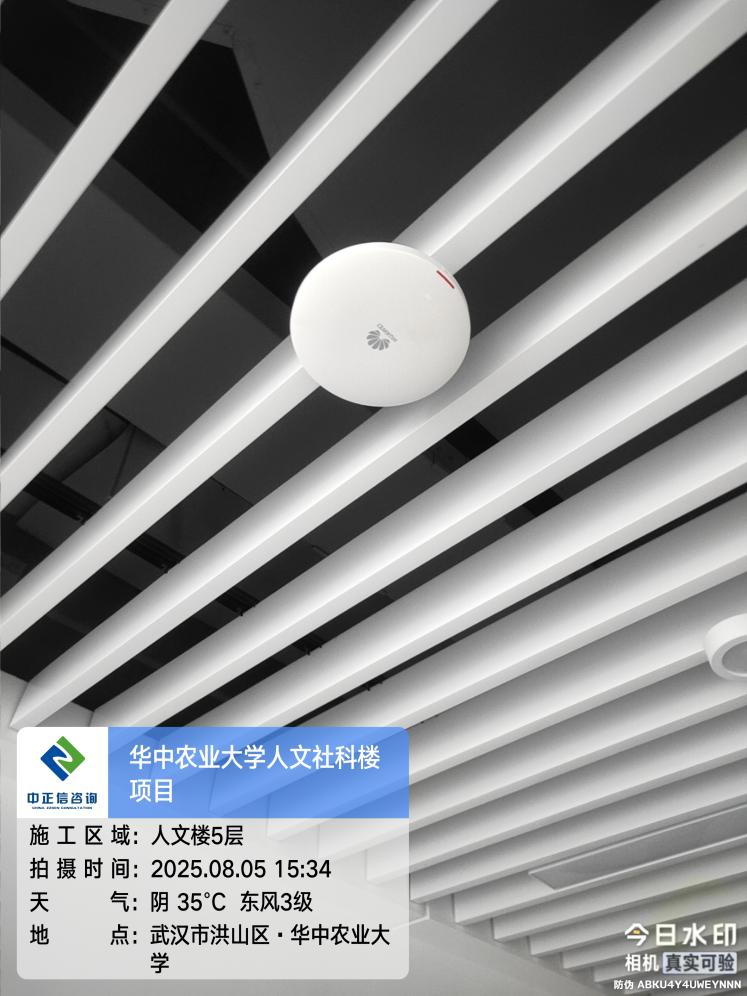 HUAWEI
华中农业大学人文社科楼
项目
中正信咨询
施工区域：人文楼5层
拍摄时间：2025.08.05 15:34
天气：阴 35℃ 东风3级
地点：武汉市洪山区·华中农业大
学
今日水印
相机 真实可验
防伪 ABKU4Y4UWEYNNN